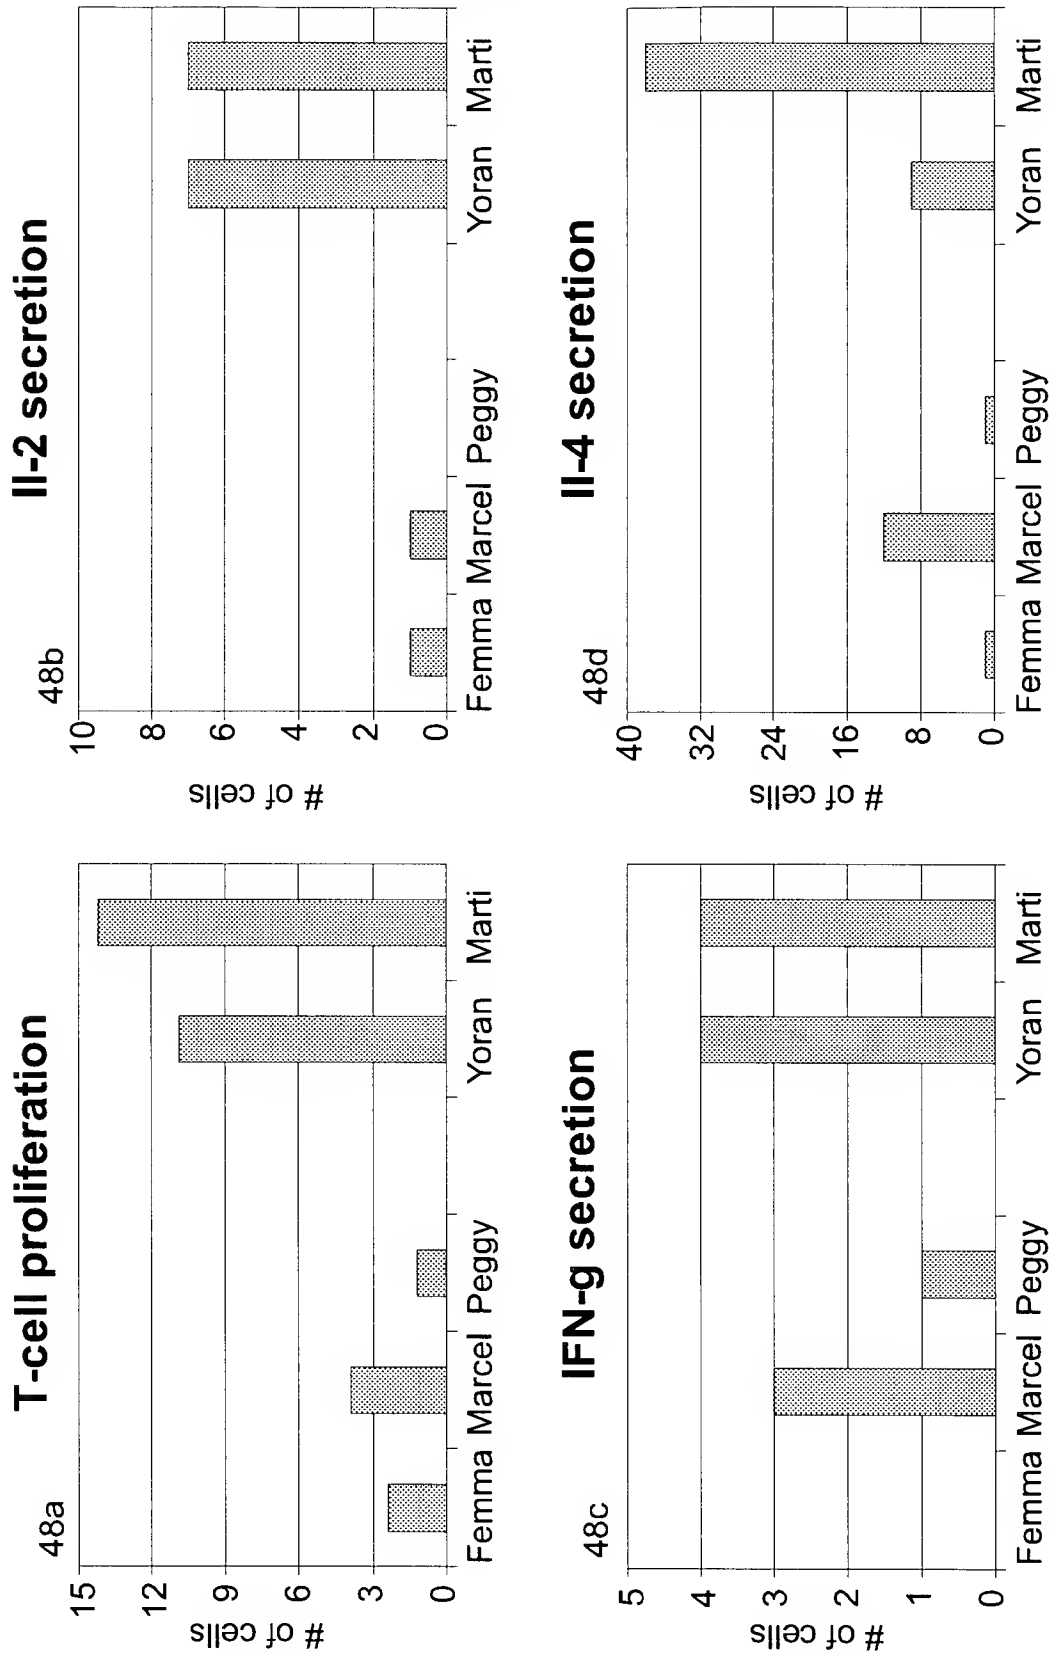 T-cell proliferation
48a
15
12
9
6
3
0
# of cells
Femma Marcel Peggy Yoran Marti
Il-2 secretion
48b
10
8
6
4
2
0
# of cells
Femma Marcel Peggy Yoran Marti
IFN-g secretion
48c
5
4
3
2
1
0
# of cells
Femma Marcel Peggy Yoran Marti
Il-4 secretion
48d
40
32
24
16
8
0
# of cells
Femma Marcel Peggy Yoran Marti